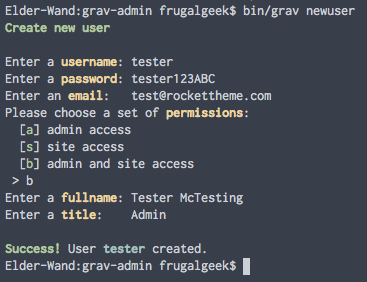 Elder-Wand:grav-admin frugalgeek$ bin/grav newuser
Create new user
Enter a username: tester
Enter a password: tester123ABC
Enter an email:   test@rockettheme.com
Please choose a set of permissions:
  [a] admin access
  [s] site access
  [b] admin and site access
 > b
Enter a fullname: Tester McTesting
Enter a title:    Admin
Success! User tester created.
Elder-Wand:grav-admin frugalgeek$